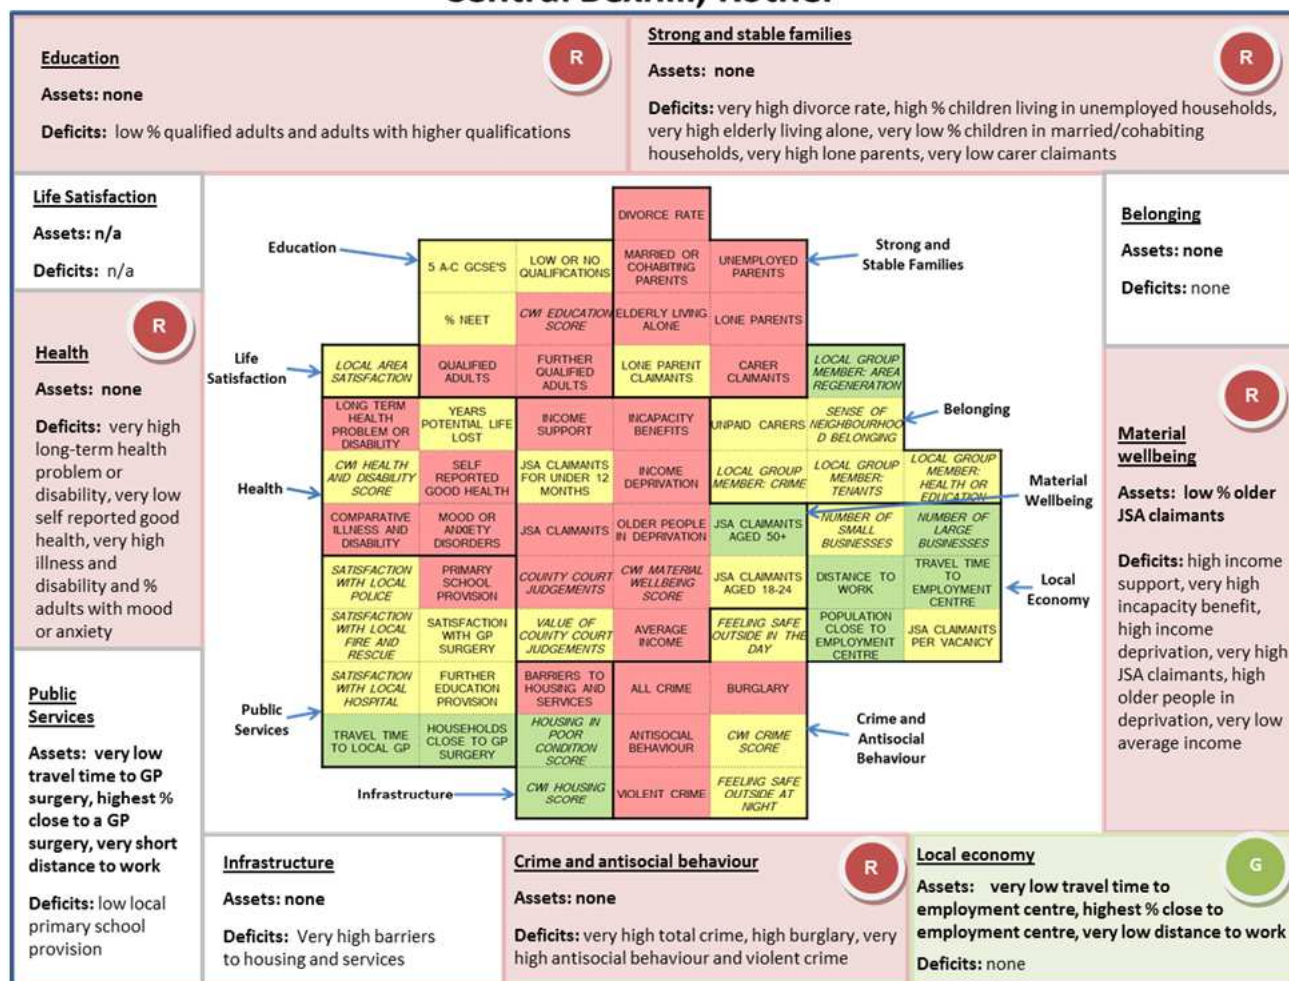 Education
R
Assets: none
Deficits: low % qualified adults and adults with higher qualifications
Strong and stable families
R
Assets: none
Deficits: very high divorce rate, high % children living in unemployed households,
very high elderly living alone, very low % children in married/cohabiting
households, very high lone parents, very low carer claimants
Life Satisfaction
Assets: n/a
Deficits: n/a
R
Health
Assets: none
Deficits: very high
long-term health
problem or
disability, very low
self reported good
health, very high
illness and
disability and %
adults with mood
or anxiety
Public
Services
Assets: very low
travel time to GP
surgery, highest %
close to a GP
surgery, very short
distance to work
Deficits: low local
primary school
provision
Education
Life
Satisfaction
Health
Public
Services
Infrastructure
Strong and
Stable Families
Belonging
Material
Wellbeing
Local
Economy
Crime and
Antisocial
Behaviour
DIVORCE RATE
5 A-C GCSE'S
LOW OR NO
QUALIFICATIONS
MARRIED OR
COHABITING
PARENTS
UNEMPLOYED
PARENTS
% NEET
CWI EDUCATION
SCORE
ELDERLY LIVING
ALONE
LONE PARENTS
LOCAL AREA
SATISFACTION
QUALIFIED
ADULTS
FURTHER
QUALIFIED
ADULTS
LONE PARENT
CLAIMANTS
CARER
CLAIMANTS
LOCAL GROUP
MEMBER: AREA
REGENERATION
LONG TERM
HEALTH
PROBLEM OR
DISABILITY
YEARS
POTENTIAL LIFE
LOST
INCOME
SUPPORT
INCAPACITY
BENEFITS
UNPAID CARERS
SENSE OF
NEIGHBOURHOO
D BELONGING
CWI HEALTH
AND DISABILITY
SCORE
SELF
REPORTED
GOOD HEALTH
JSA CLAIMANTS
FOR UNDER 12
MONTHS
INCOME
DEPRIVATION
LOCAL GROUP
MEMBER: CRIME
LOCAL GROUP
MEMBER:
TENANTS
LOCAL GROUP
MEMBER:
HEALTH OR
EDUCATION
COMPARATIVE
ILLNESS AND
DISABILITY
MOOD OR
ANXIETY
DISORDERS
JSA CLAIMANTS
OLDER PEOPLE
IN DEPRIVATION
JSA CLAIMANTS
AGED 50+
NUMBER OF
SMALL
BUSINESSES
NUMBER OF
LARGE
BUSINESSES
SATISFACTION
WITH LOCAL
POLICE
PRIMARY
SCHOOL
PROVISION
COUNTY COURT
JUDGEMENTS
CWI MATERIAL
WELLBEING
SCORE
JSA CLAIMANTS
AGED 18-24
DISTANCE TO
WORK
TRAVEL TIME
TO
EMPLOYMENT
CENTRE
SATISFACTION
WITH LOCAL
FIRE AND
RESCUE
SATISFACTION
WITH GP
SURGERY
VALUE OF
COUNTY COURT
JUDGEMENTS
AVERAGE
INCOME
FEELING SAFE
OUTSIDE IN THE
DAY
POPULATION
CLOSE TO
EMPLOYMENT
CENTRE
JSA CLAIMANTS
PER VACANCY
SATISFACTION
WITH LOCAL
HOSPITAL
FURTHER
EDUCATION
PROVISION
BARRIERS TO
HOUSING AND
SERVICES
ALL CRIME
BURGLARY
TRAVEL TIME
TO LOCAL GP
HOUSEHOLDS
CLOSE TO GP
SURGERY
HOUSING IN
POOR
CONDITION
SCORE
ANTISOCIAL
BEHAVIOUR
CWI CRIME
SCORE
CWI HOUSING
SCORE
VIOLENT CRIME
FEELING SAFE
OUTSIDE AT
NIGHT
Belonging
Assets: none
Deficits: none
R
Material
wellbeing
Assets: low % older
JSA claimants
Deficits: high income
support, very high
incapacity benefit,
high income
deprivation, very high
JSA claimants, high
older people in
deprivation, very low
average income
Infrastructure
Assets: none
Deficits: Very high barriers
to housing and services
Crime and antisocial behaviour
R
Assets: none
Deficits: very high total crime, high burglary, very
high antisocial behaviour and violent crime
Local economy
G
Assets: very low travel time to
employment centre, highest % close to
employment centre, very low distance to work
Deficits: none